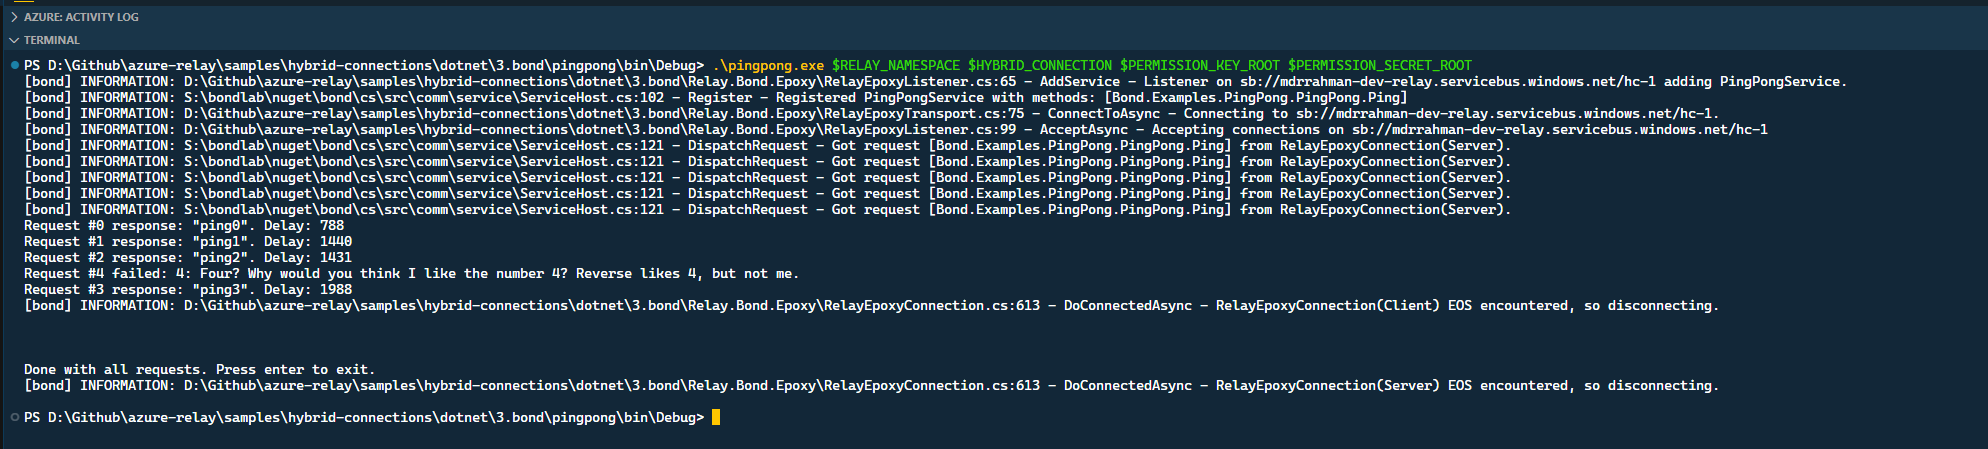 AZURE: ACTIVITY LOG
TERMINAL
PS D:\Github\azure-relay\samples\hybrid-connections\dotnet\3.bond\pingpong\bin\Debug> .\pingpong.exe $RELAY_NAMESPACE $HYBRID_CONNECTION $PERMISSION_KEY_ROOT $PERMISSION_SECRET_ROOT
[bond] INFORMATION: D:\Github\azure-relay\samples\hybrid-connections\dotnet\3.bond\Relay.Bond.Epoxy\RelayEpoxyListener.cs:65 - AddService - Listener on sb://mdrrahman-dev-relay.servicebus.windows.net/hc-1 adding PingPongService.
[bond] INFORMATION: S:\bondlab\nuget\bond\cs\src\comm\service\ServiceHost.cs:102 - Register - Registered PingPongService with methods: [Bond.Examples.PingPong.PingPong.Ping]
[bond] INFORMATION: D:\Github\azure-relay\samples\hybrid-connections\dotnet\3.bond\Relay.Bond.Epoxy\RelayEpoxyTransport.cs:75 - ConnectToAsync - Connecting to sb://mdrrahman-dev-relay.servicebus.windows.net/hc-1.
[bond] INFORMATION: D:\Github\azure-relay\samples\hybrid-connections\dotnet\3.bond\Relay.Bond.Epoxy\RelayEpoxyListener.cs:99 - AcceptAsync - Accepting connections on sb://mdrrahman-dev-relay.servicebus.windows.net/hc-1
[bond] INFORMATION: S:\bondlab\nuget\bond\cs\src\comm\service\ServiceHost.cs:121 - DispatchRequest - Got request [Bond.Examples.PingPong.PingPong.Ping] from RelayEpoxyConnection(Server).
[bond] INFORMATION: S:\bondlab\nuget\bond\cs\src\comm\service\ServiceHost.cs:121 - DispatchRequest - Got request [Bond.Examples.PingPong.PingPong.Ping] from RelayEpoxyConnection(Server).
[bond] INFORMATION: S:\bondlab\nuget\bond\cs\src\comm\service\ServiceHost.cs:121 - DispatchRequest - Got request [Bond.Examples.PingPong.PingPong.Ping] from RelayEpoxyConnection(Server).
[bond] INFORMATION: S:\bondlab\nuget\bond\cs\src\comm\service\ServiceHost.cs:121 - DispatchRequest - Got request [Bond.Examples.PingPong.PingPong.Ping] from RelayEpoxyConnection(Server).
[bond] INFORMATION: S:\bondlab\nuget\bond\cs\src\comm\service\ServiceHost.cs:121 - DispatchRequest - Got request [Bond.Examples.PingPong.PingPong.Ping] from RelayEpoxyConnection(Server).
Request #0 response: "ping0". Delay: 788
Request #1 response: "ping1". Delay: 1440
Request #2 response: "ping2". Delay: 1431
Request #4 failed: 4: Four? Why would you think I like the number 4? Reverse likes 4, but not me.
Request #3 response: "ping3". Delay: 1988
[bond] INFORMATION: D:\Github\azure-relay\samples\hybrid-connections\dotnet\3.bond\Relay.Bond.Epoxy\RelayEpoxyConnection.cs:613 - DoConnectedAsync - RelayEpoxyConnection(Client) EOS encountered, so disconnecting.
Done with all requests. Press enter to exit.
[bond] INFORMATION: D:\Github\azure-relay\samples\hybrid-connections\dotnet\3.bond\Relay.Bond.Epoxy\RelayEpoxyConnection.cs:613 - DoConnectedAsync - RelayEpoxyConnection(Server) EOS encountered, so disconnecting.
PS D:\Github\azure-relay\samples\hybrid-connections\dotnet\3.bond\pingpong\bin\Debug>